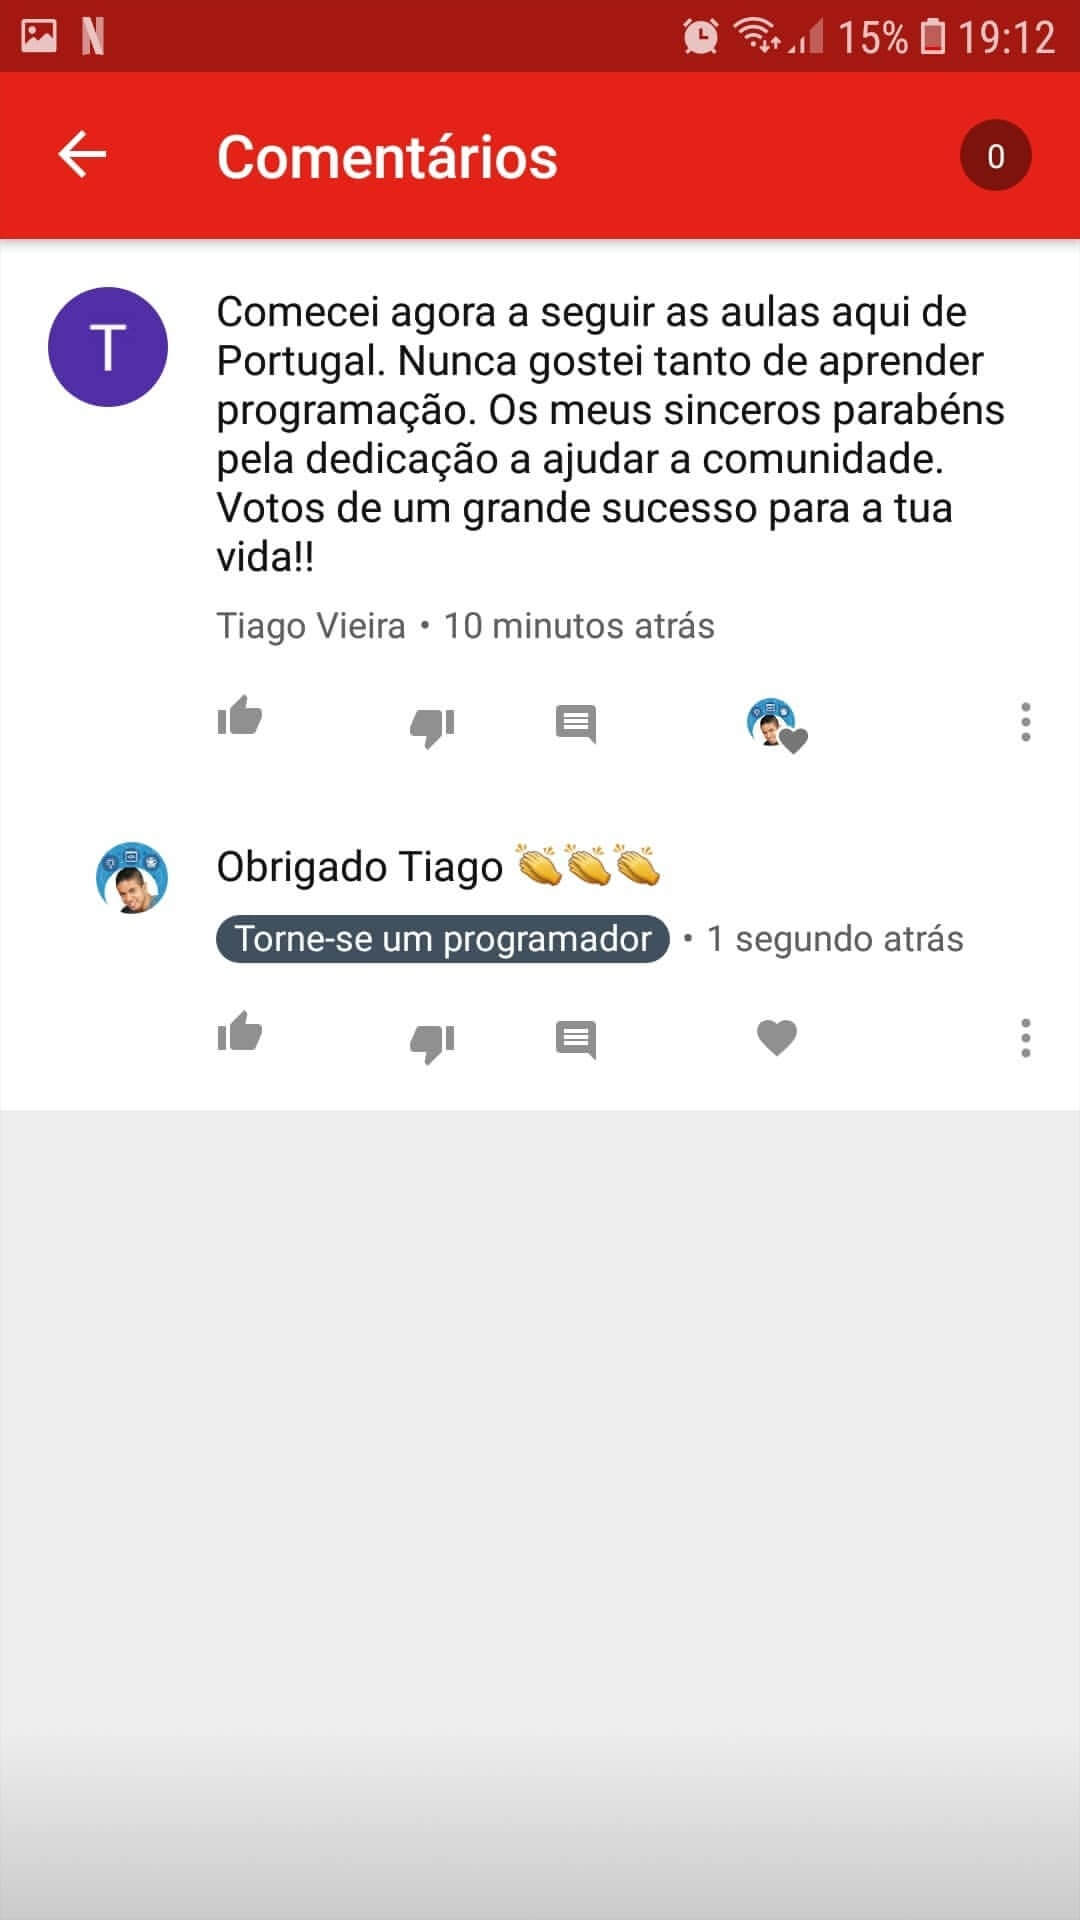 N 15% 19:12
Comentários 0
T
Comecei agora a seguir as aulas aqui de
Portugal. Nunca gostei tanto de aprender
programação. Os meus sinceros parabéns
pela dedicação a ajudar a comunidade.
Votos de um grande sucesso para a tua
vida!!
Tiago Vieira • 10 minutos atrás
Obrigado Tiago 👏👏👏
Torne-se um programador • 1 segundo atrás